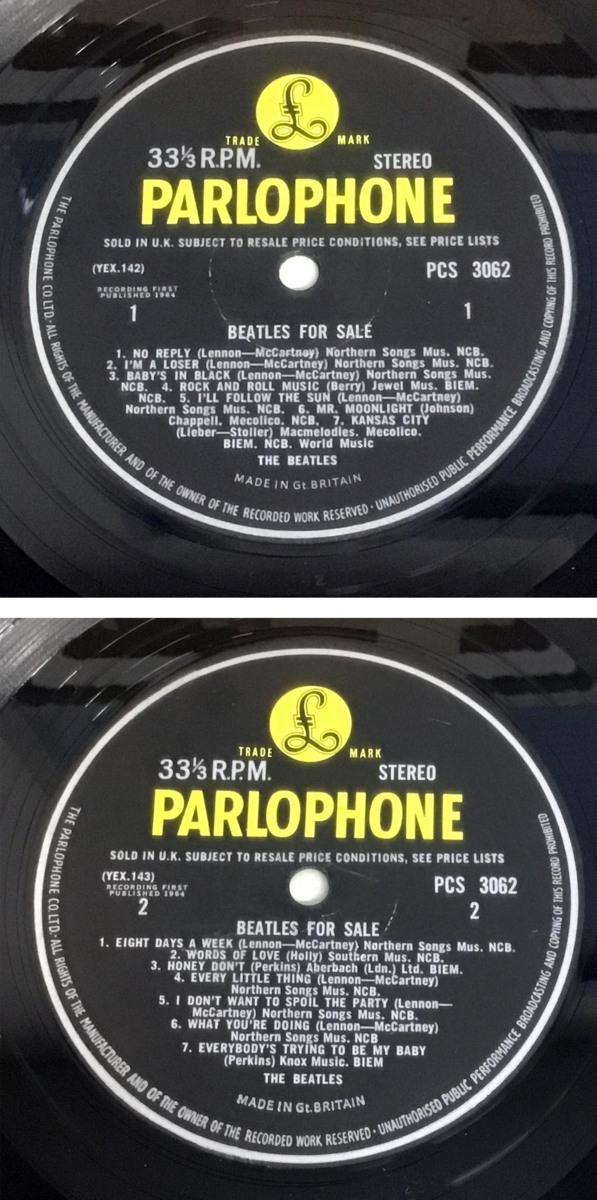 £
TRADE MARK
33⅓ R.P.M. STEREO
PARLOPHONE
SOLD IN U.K. SUBJECT TO RESALE PRICE CONDITIONS, SEE PRICE LISTS
(YEX.142) PCS 3062
RECORDING FIRST
PUBLISHED 1964
1 1
BEATLES FOR SALE
1. NO REPLY (Lennon—McCartney) Northern Songs Mus. NCB.
2. I'M A LOSER (Lennon—McCartney) Northern Songs Mus. NCB.
3. BABY'S IN BLACK (Lennon—McCartney) Northern Songs Mus.
NCB. 4. ROCK AND ROLL MUSIC (Berry) Jewel Mus. BIEM.
NCB. 5. I'LL FOLLOW THE SUN (Lennon—McCartney)
Northern Songs Mus. NCB. 6. MR. MOONLIGHT (Johnson)
Chappell. Mecolico. NCB. 7. KANSAS CITY
(Lieber—Stoller) Macmelodies. Mecolico.
BIEM. NCB. World Music
THE BEATLES
MADE IN Gt. BRITAIN
THE PARLOPHONE CO. LTD · ALL RIGHTS OF THE MANUFACTURER AND OF THE OWNER OF THE RECORDED WORK RESERVED · UNAUTHORISED PUBLIC PERFORMANCE BROADCASTING AND COPYING OF THIS RECORD PROHIBITED
£
TRADE MARK
33⅓ R.P.M. STEREO
PARLOPHONE
SOLD IN U.K. SUBJECT TO RESALE PRICE CONDITIONS, SEE PRICE LISTS
(YEX.143) PCS 3062
RECORDING FIRST
PUBLISHED 1964
2 2
BEATLES FOR SALE
1. EIGHT DAYS A WEEK (Lennon—McCartney) Northern Songs Mus. NCB.
2. WORDS OF LOVE (Holly) Southern Mus. NCB.
3. HONEY DON'T (Perkins) Aberbach (Ldn.) Ltd. BIEM.
4. EVERY LITTLE THING (Lennon—McCartney)
Northern Songs Mus. NCB.
5. I DON'T WANT TO SPOIL THE PARTY (Lennon—
McCartney) Northern Songs Mus. NCB.
6. WHAT YOU'RE DOING (Lennon—McCartney)
Northern Songs Mus. NCB
7. EVERYBODY'S TRYING TO BE MY BABY
(Perkins) Knox Music. BIEM
THE BEATLES
MADE IN Gt. BRITAIN
THE PARLOPHONE CO. LTD · ALL RIGHTS OF THE MANUFACTURER AND OF THE OWNER OF THE RECORDED WORK RESERVED · UNAUTHORISED PUBLIC PERFORMANCE BROADCASTING AND COPYING OF THIS RECORD PROHIBITED